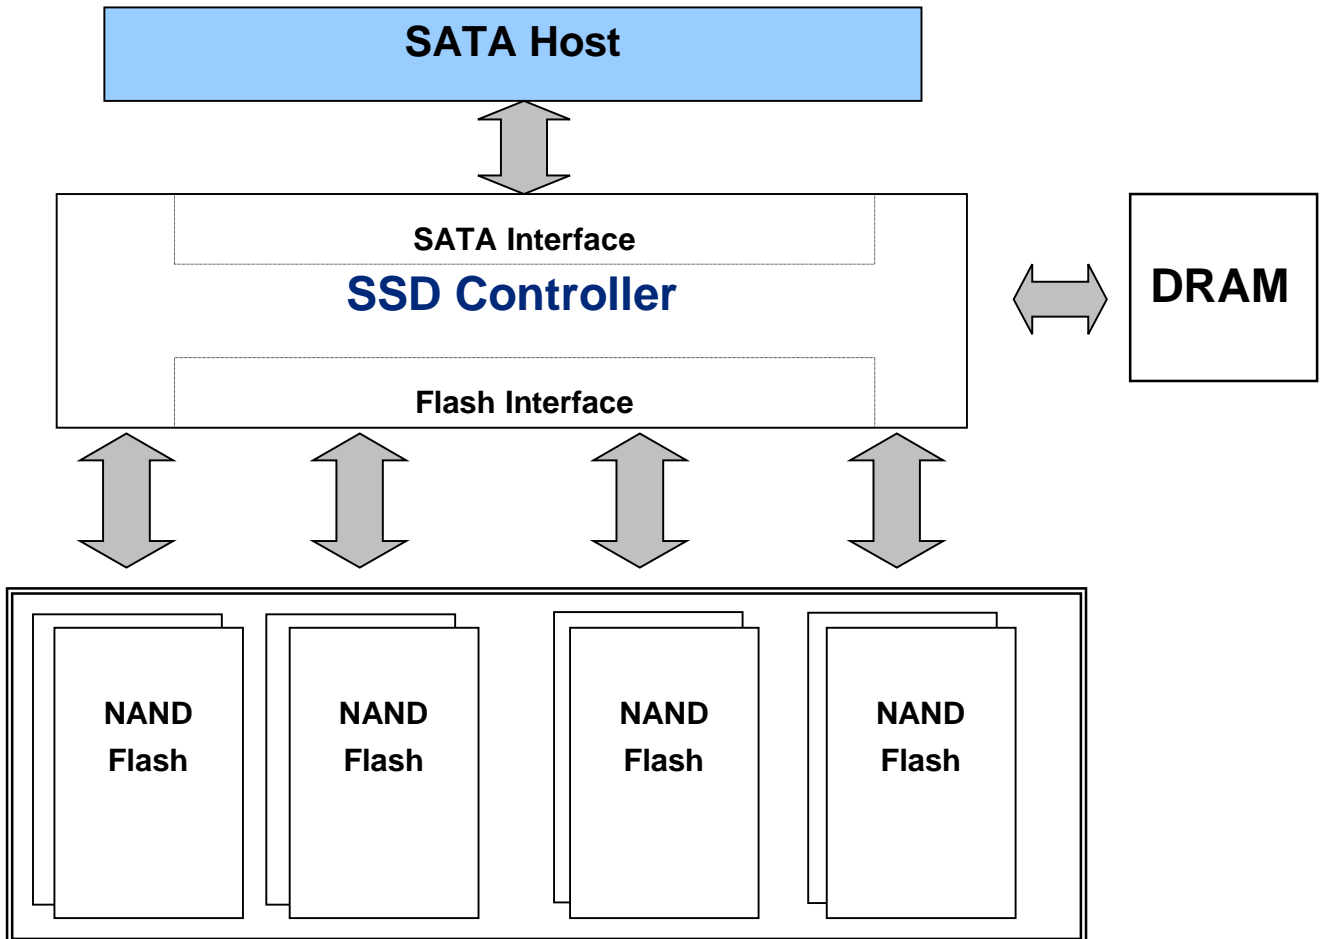 SATA Host
SATA Interface
SSD Controller
DRAM
Flash Interface
NAND
Flash
NAND
Flash
NAND
Flash
NAND
Flash